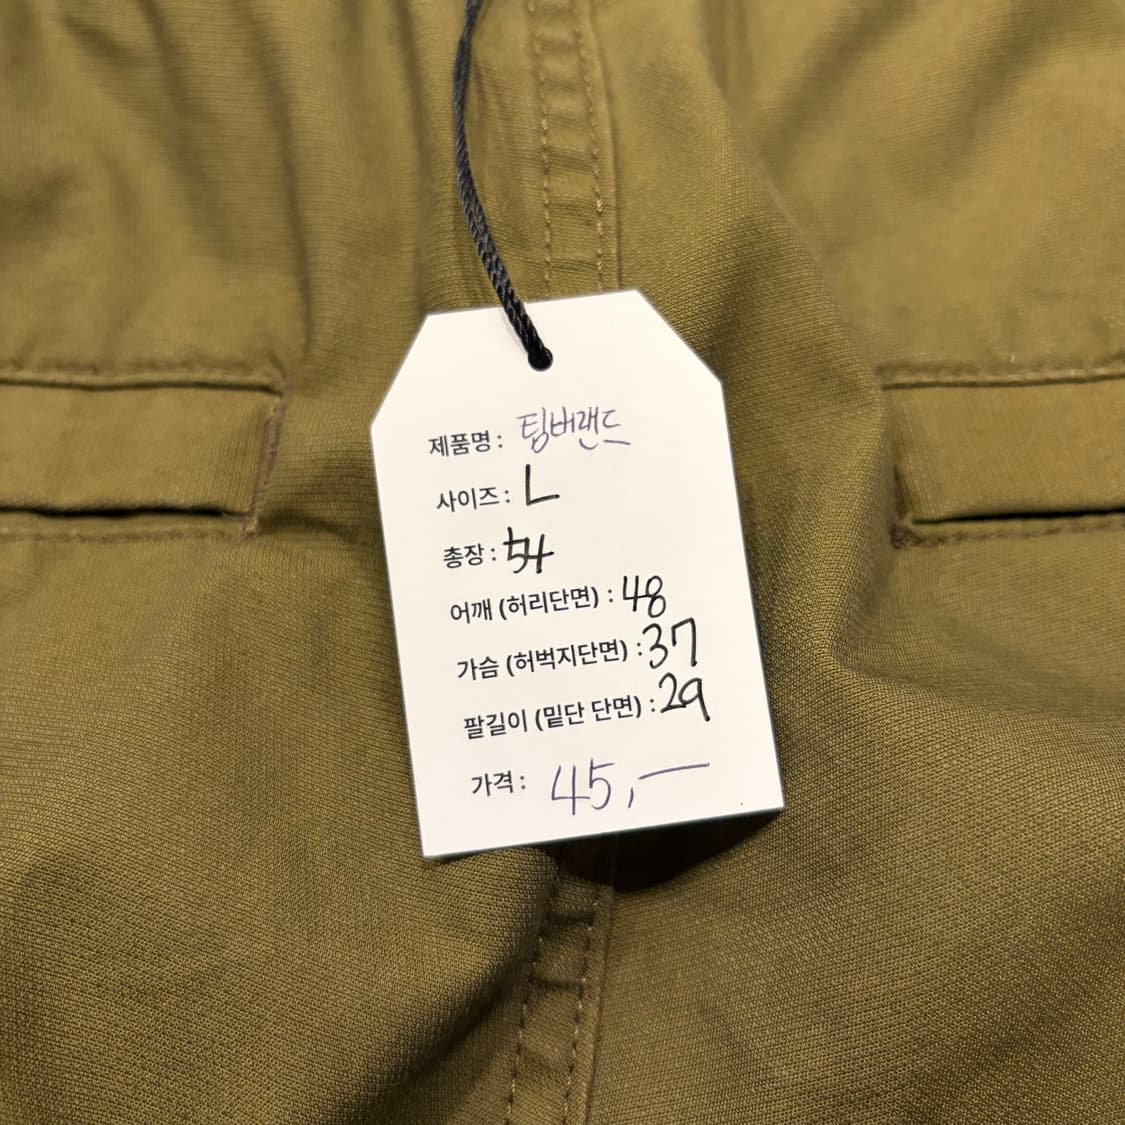 제품명 : 팀버랜드
사이즈 : L
총장 : 54
어깨 (허리단면) : 48
가슴 (허벅지단면) : 37
팔길이 (밑단 단면) : 29
가격 : 45,—